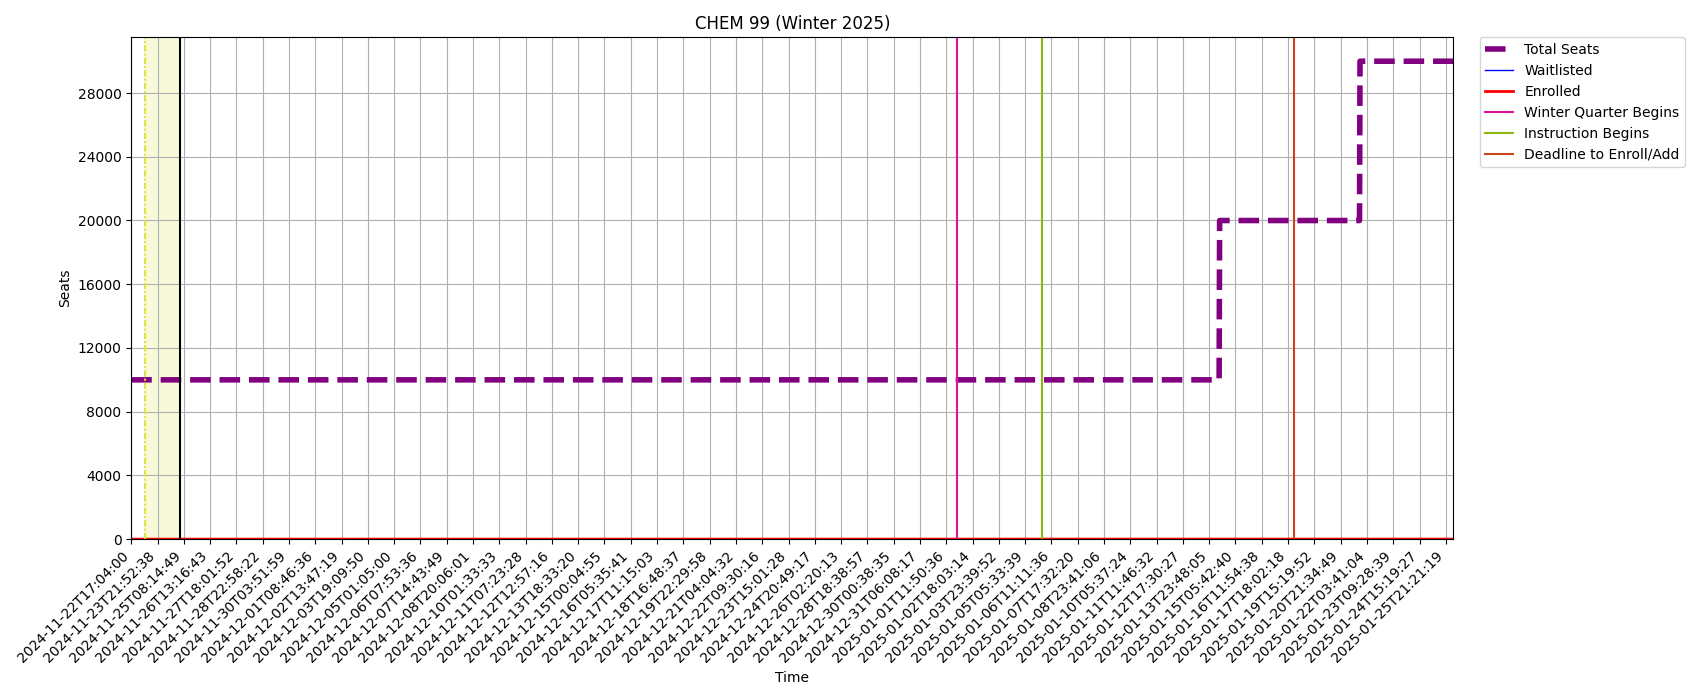 CHEM 99 (Winter 2025)
Total Seats
Waitlisted
Enrolled
Winter Quarter Begins
Instruction Begins
Deadline to Enroll/Add
Seats
28000
24000
20000
16000
12000
8000
4000
0
2024-11-22T17:04:00
2024-11-23T21:52:38
2024-11-25T08:14:49
2024-11-26T13:16:43
2024-11-27T18:01:52
2024-11-28T22:58:22
2024-11-30T03:51:59
2024-12-01T08:46:36
2024-12-02T13:47:19
2024-12-03T19:09:50
2024-12-05T01:05:00
2024-12-06T07:53:36
2024-12-07T14:43:49
2024-12-08T20:06:01
2024-12-10T01:33:33
2024-12-11T07:23:28
2024-12-12T12:57:16
2024-12-13T18:33:20
2024-12-15T00:04:55
2024-12-16T05:35:41
2024-12-17T11:15:03
2024-12-18T16:48:37
2024-12-19T22:29:58
2024-12-21T04:04:32
2024-12-22T09:30:16
2024-12-23T15:01:28
2024-12-24T20:49:17
2024-12-26T02:20:13
2024-12-28T18:38:57
2024-12-30T00:38:35
2024-12-31T06:08:17
2025-01-01T11:50:36
2025-01-02T18:03:14
2025-01-03T23:39:52
2025-01-05T05:33:39
2025-01-06T11:11:36
2025-01-07T17:32:20
2025-01-08T23:41:06
2025-01-10T05:37:24
2025-01-11T11:46:32
2025-01-12T17:30:27
2025-01-13T23:48:05
2025-01-15T05:42:40
2025-01-16T11:54:38
2025-01-17T18:02:18
2025-01-19T15:19:52
2025-01-20T21:34:49
2025-01-22T03:41:04
2025-01-23T09:28:39
2025-01-24T15:19:27
2025-01-25T21:21:19
Time